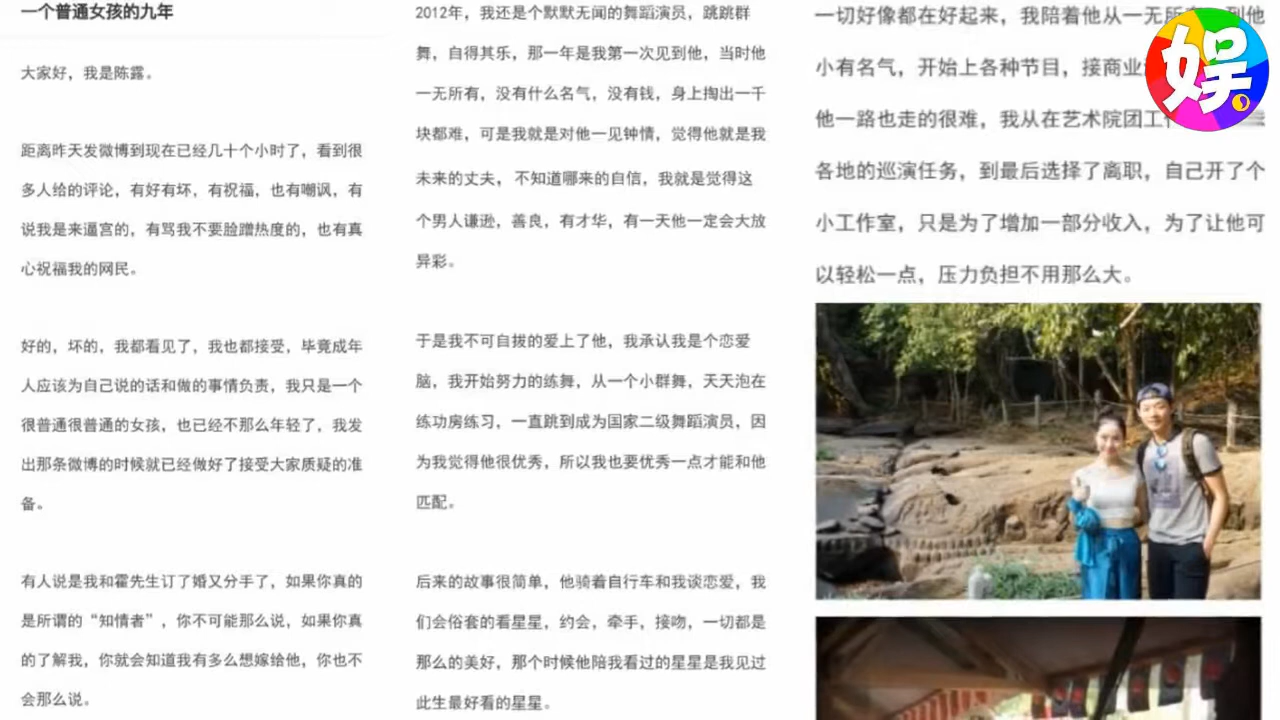 一个普通女孩的九年
大家好，我是陈露。
距离昨天发微博到现在已经几十个小时了，看到很
多人给的评论，有好有坏，有祝福，也有嘲讽，有
说我是来逼宫的，有骂我不要脸蹭热度的，也有真
心祝福我的网民。
好的，坏的，我都看见了，我也都接受，毕竟成年
人应该为自己说的话和做的事情负责，我只是一个
很普通很普通的女孩，也已经不那么年轻了，我发
出那条微博的时候就已经做好了接受大家质疑的准
备。
有人说是我和霍先生订了婚又分手了，如果你真的
是所谓的“知情者”，你不可能那么说，如果你真
的了解我，你就会知道我有多么想嫁给他，你也不
会那么说。
2012年，我还是个默默无闻的舞蹈演员，跳跳群
舞，自得其乐，那一年是我第一次见到他，当时他
一无所有，没有什么名气，没有钱，身上掏出一千
块都难，可是我就是对他一见钟情，觉得他就是我
未来的丈夫，不知道哪来的自信，我就是觉得这
个男人谦逊，善良，有才华，有一天他一定会大放
异彩。
于是我不可自拔的爱上了他，我承认我是个恋爱
脑，我开始努力的练舞，从一个小群舞，天天泡在
练功房练习，一直跳到成为国家二级舞蹈演员，因
为我觉得他很优秀，所以我也要优秀一点才能和他
匹配。
后来的故事很简单，他骑着自行车和我谈恋爱，我
们会俗套的看星星，约会，牵手，接吻，一切都是
那么的美好，那个时候他陪我看过的星星是我见过
此生最好看的星星。
一切好像都在好起来，我陪着他从一无所 到他
小有名气，开始上各种节目，接商业
他一路也走的很难，我从在艺术院团工
各地的巡演任务，到最后选择了离职，自己开了个
小工作室，只是为了增加一部分收入，为了让他可
以轻松一点，压力负担不用那么大。
娱